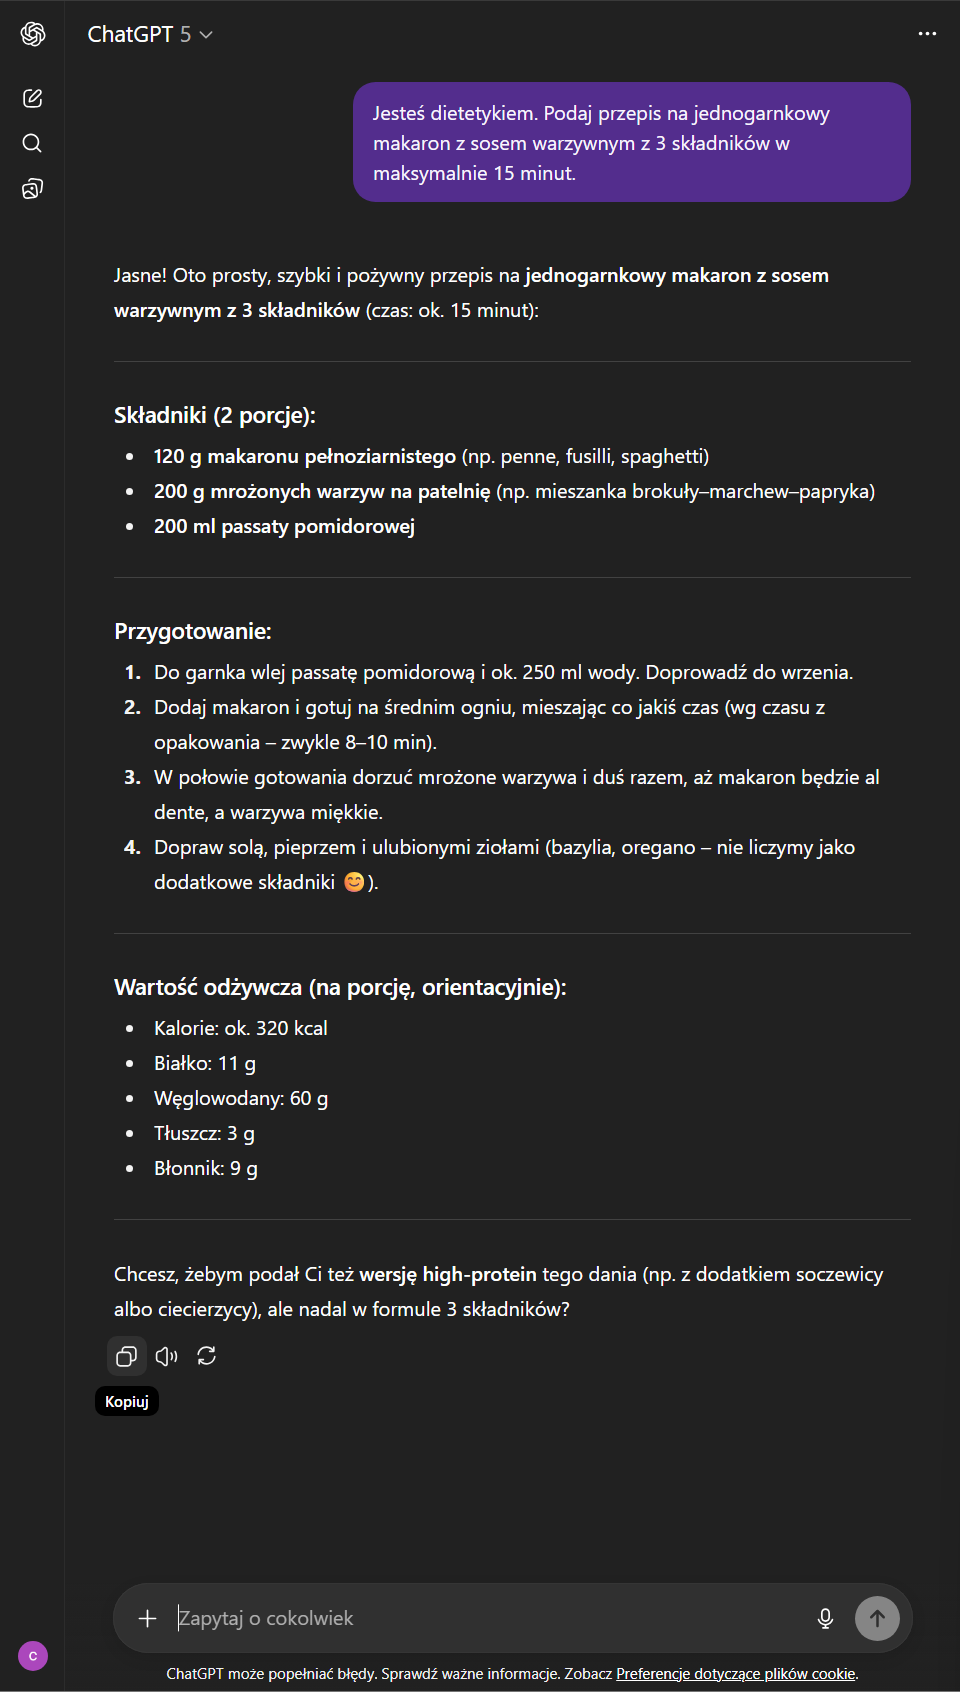 ChatGPT 5
Jesteś dietetykiem. Podaj przepis na jednogarnkowy
makaron z sosem warzywnym z 3 składników w
maksymalnie 15 minut.
Jasne! Oto prosty, szybki i pożywny przepis na jednogarnkowy makaron z sosem
warzywnym z 3 składników (czas: ok. 15 minut):
Składniki (2 porcje):
• 120 g makaronu pełnoziarnistego (np. penne, fusilli, spaghetti)
• 200 g mrożonych warzyw na patelnię (np. mieszanka brokuły–marchew–papryka)
• 200 ml passaty pomidorowej
Przygotowanie:
1. Do garnka wlej passatę pomidorową i ok. 250 ml wody. Doprowadź do wrzenia.
2. Dodaj makaron i gotuj na średnim ogniu, mieszając co jakiś czas (wg czasu z
opakowania – zwykle 8–10 min).
3. W połowie gotowania dorzuć mrożone warzywa i duś razem, aż makaron będzie al
dente, a warzywa miękkie.
4. Dopraw solą, pieprzem i ulubionymi ziołami (bazylia, oregano – nie liczymy jako
dodatkowe składniki 😊).
Wartość odżywcza (na porcję, orientacyjnie):
• Kalorie: ok. 320 kcal
• Białko: 11 g
• Węglowodany: 60 g
• Tłuszcz: 3 g
• Błonnik: 9 g
Chcesz, żebym podał Ci też wersję high-protein tego dania (np. z dodatkiem soczewicy
albo ciecierzycy), ale nadal w formule 3 składników?
Kopiuj
Zapytaj o cokolwiek
C
ChatGPT może popełniać błędy. Sprawdź ważne informacje. Zobacz Preferencje dotyczące plików cookie.